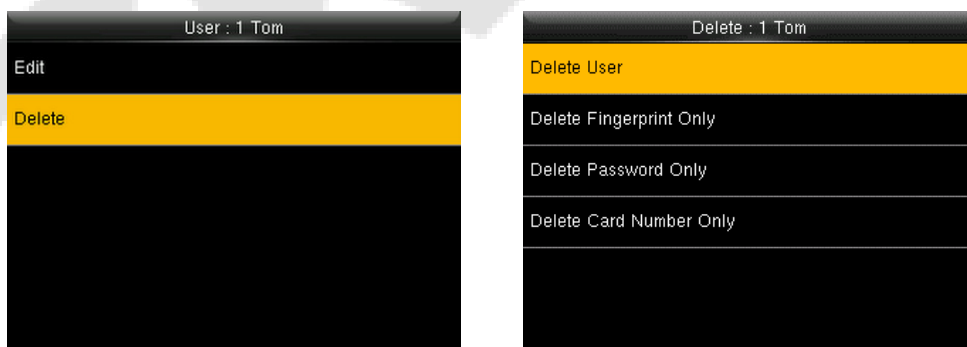 User : 1 Tom
Edit
Delete
Delete : 1 Tom
Delete User
Delete Fingerprint Only
Delete Password Only
Delete Card Number Only